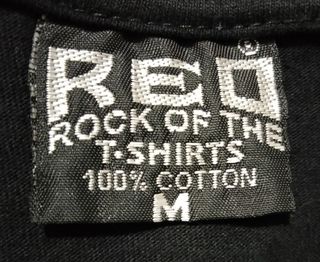 REO®
ROCK OF THE
T·SHIRTS
100% COTTON
M